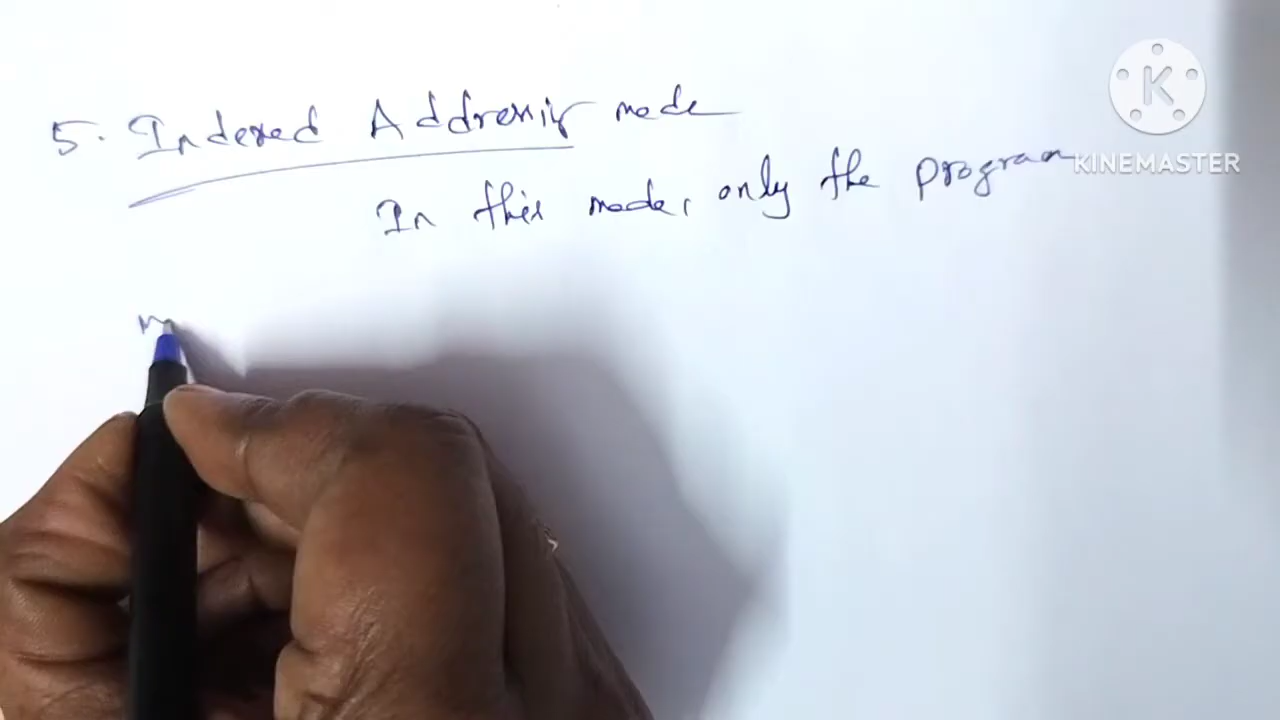 5. Indexed Addressing mode
In this mode, only the program
m
K
KINEMASTER